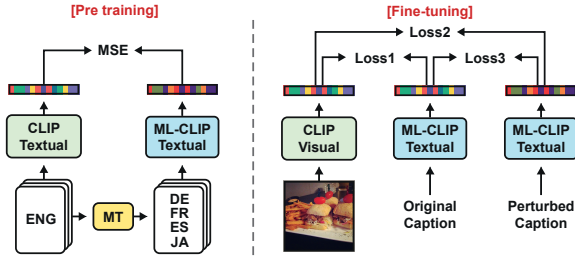 [Pre training]
MSE
CLIP
Textual
ML-CLIP
Textual
ENG
MT
DE
FR
ES
JA
[Fine-tuning]
Loss2
Loss1
Loss3
CLIP
Visual
ML-CLIP
Textual
ML-CLIP
Textual
Original
Caption
Perturbed
Caption